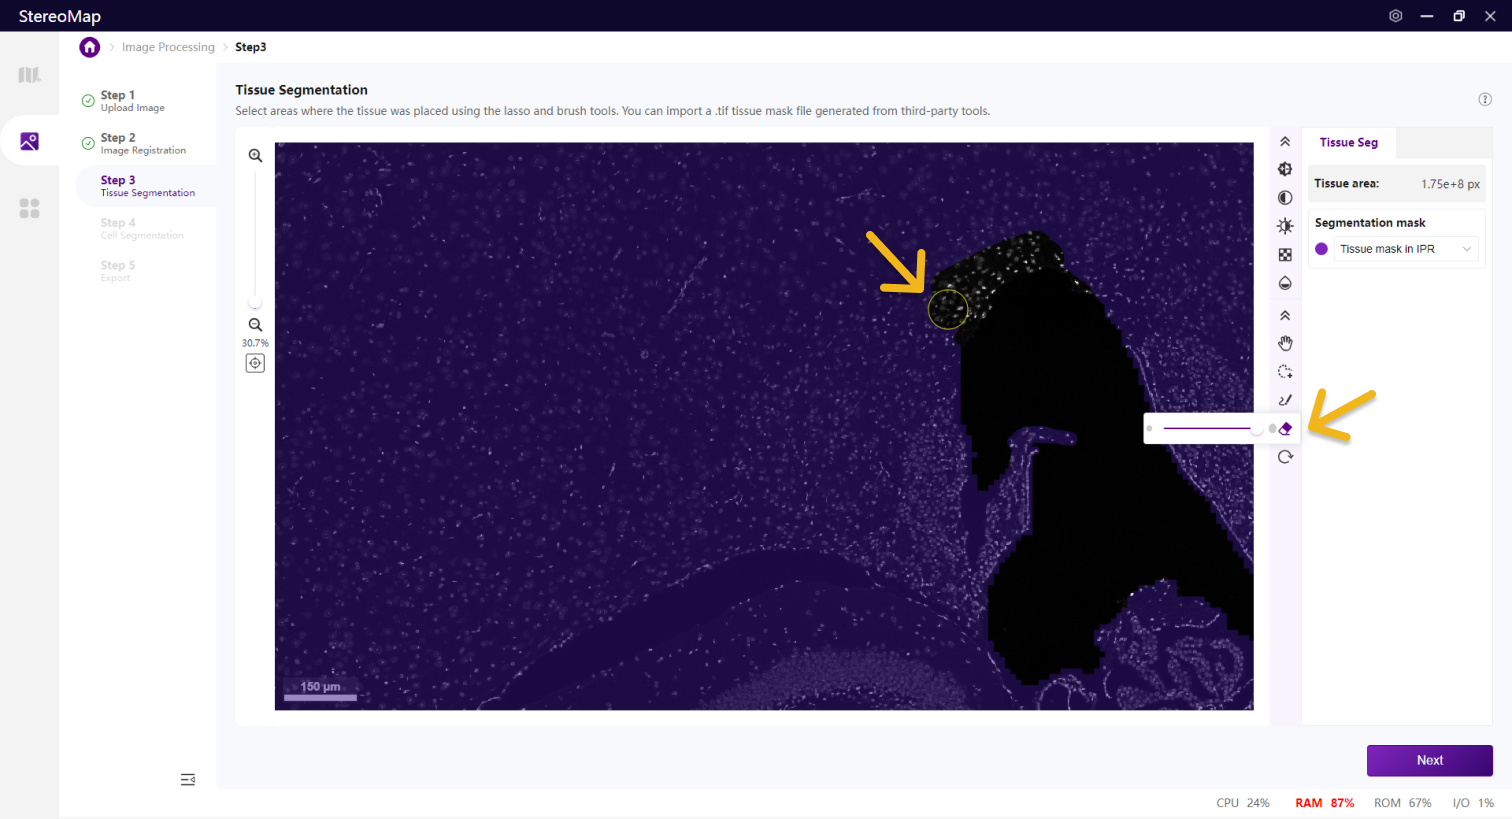 StereoMap
Image Processing
Step3
Step 1
Upload Image
Step 2
Image Registration
Step 3
Tissue Segmentation
Step 4
Cell Segmentation
Step 5
Export
Tissue Segmentation
Select areas where the tissue was placed using the lasso and brush tools. You can import a .tif tissue mask file generated from third-party tools.
30.7%
150 μm
Tissue Seg
Tissue area: 1.75e+8 px
Segmentation mask
Tissue mask in IPR
Next
CPU 24% RAM 87% ROM 67% I/O 1%